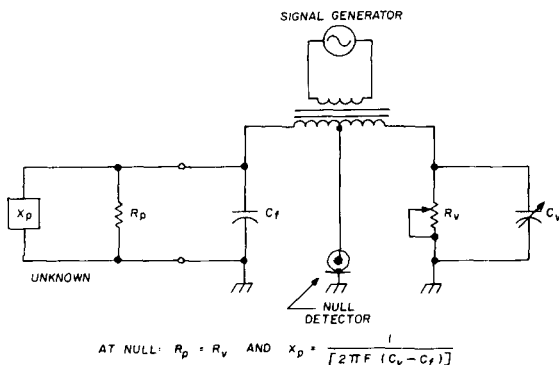 SIGNAL GENERATOR
Xp
Rp
Cf
Rv
Cv
UNKNOWN
NULL
DETECTOR
AT NULL: Rp = Rv AND Xp = 1 / [2πF (Cv – Cf)]